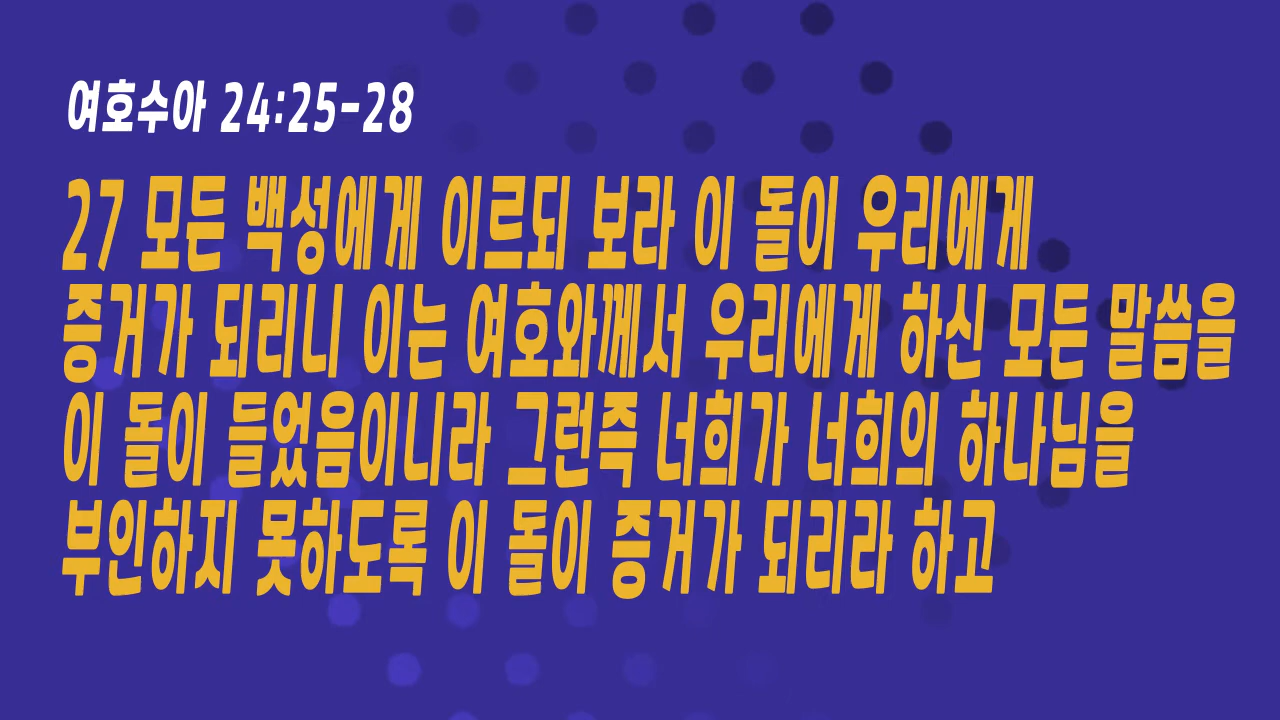 여호수아 24:25-28
27 모든 백성에게 이르되 보라 이 돌이 우리에게
증거가 되리니 이는 여호와께서 우리에게 하신 모든 말씀을
이 돌이 들었음이니라 그런즉 너희가 너희의 하나님을
부인하지 못하도록 이 돌이 증거가 되리라 하고